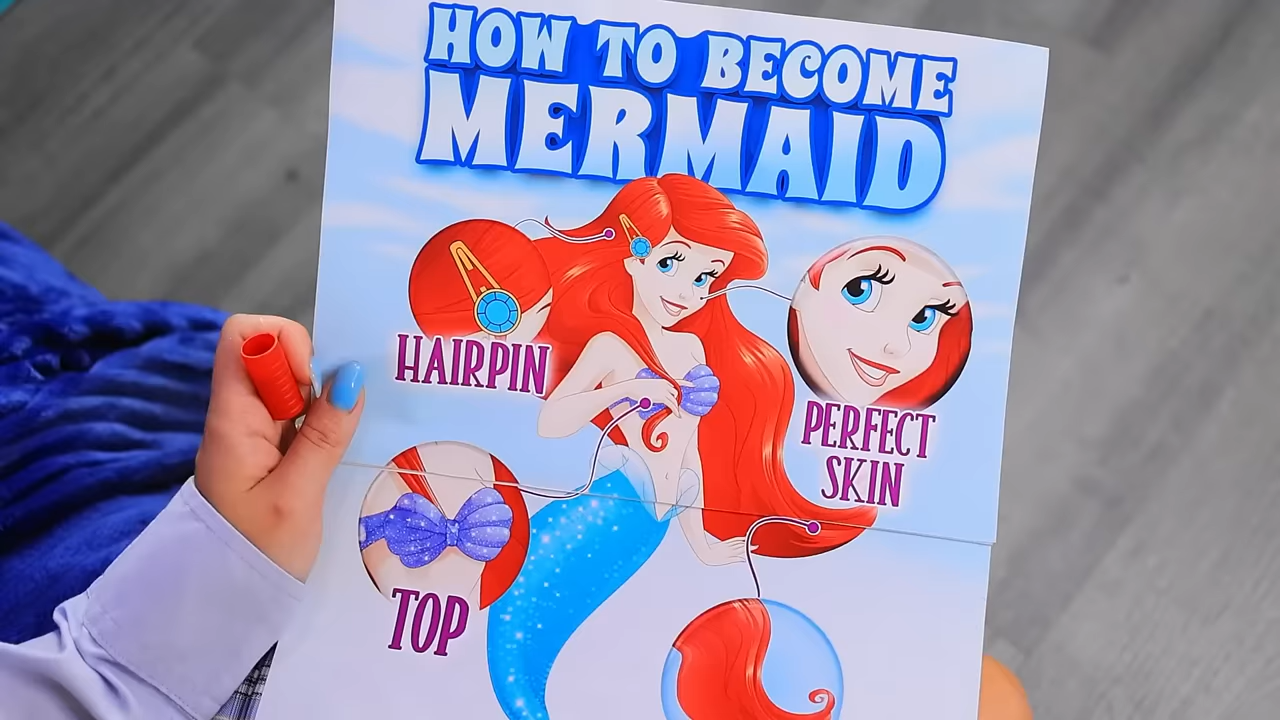 HOW TO BECOME
MERMAID
HAIRPIN
PERFECT
SKIN
TOP